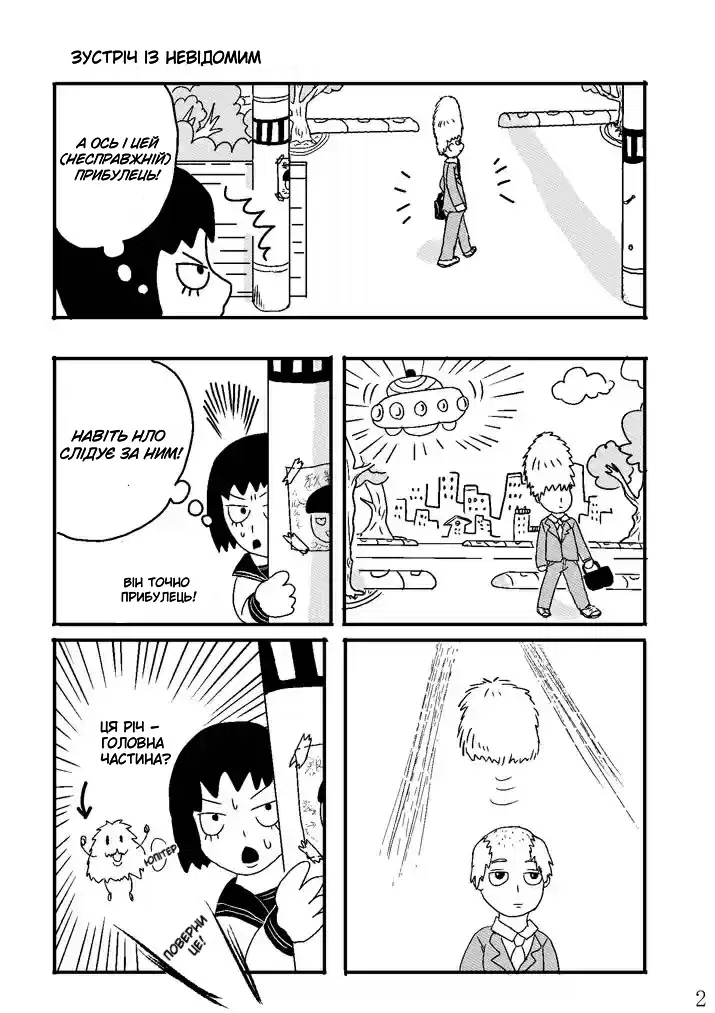 ЗУСТРІЧ ІЗ НЕВІДОМИМ
А ОСЬ І ЦЕЙ
(НЕСПРАВЖНІЙ)
ПРИБУЛЕЦЬ!
НАВІТЬ НЛО
СЛІДУЄ ЗА НИМ!
ВІН ТОЧНО
ПРИБУЛЕЦЬ!
ЦЯ РІЧ –
ГОЛОВНА
ЧАСТИНА?
ЮПІТЕР
ПОВЕРНИ
ЦЕ!
2